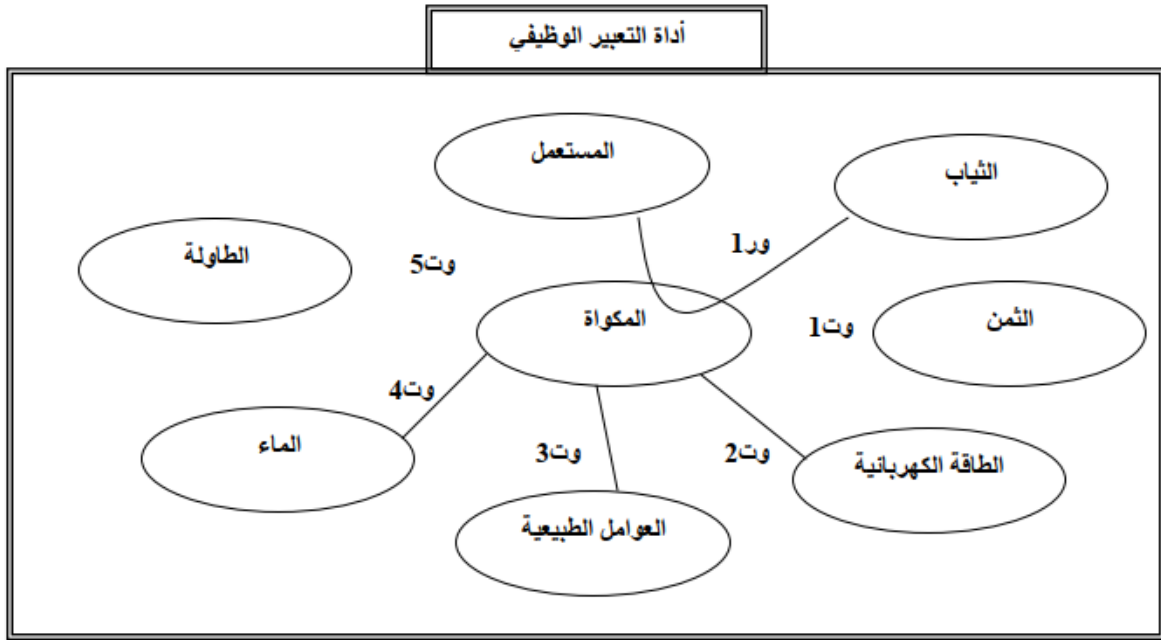 أداة التعبير الوظيفي
المستعمل
الثياب
ور1
الطاولة
وت5
المكواة
وت1
الثمن
وت4
الماء
وت3
وت2
الطاقة الكهربائية
العوامل الطبيعية